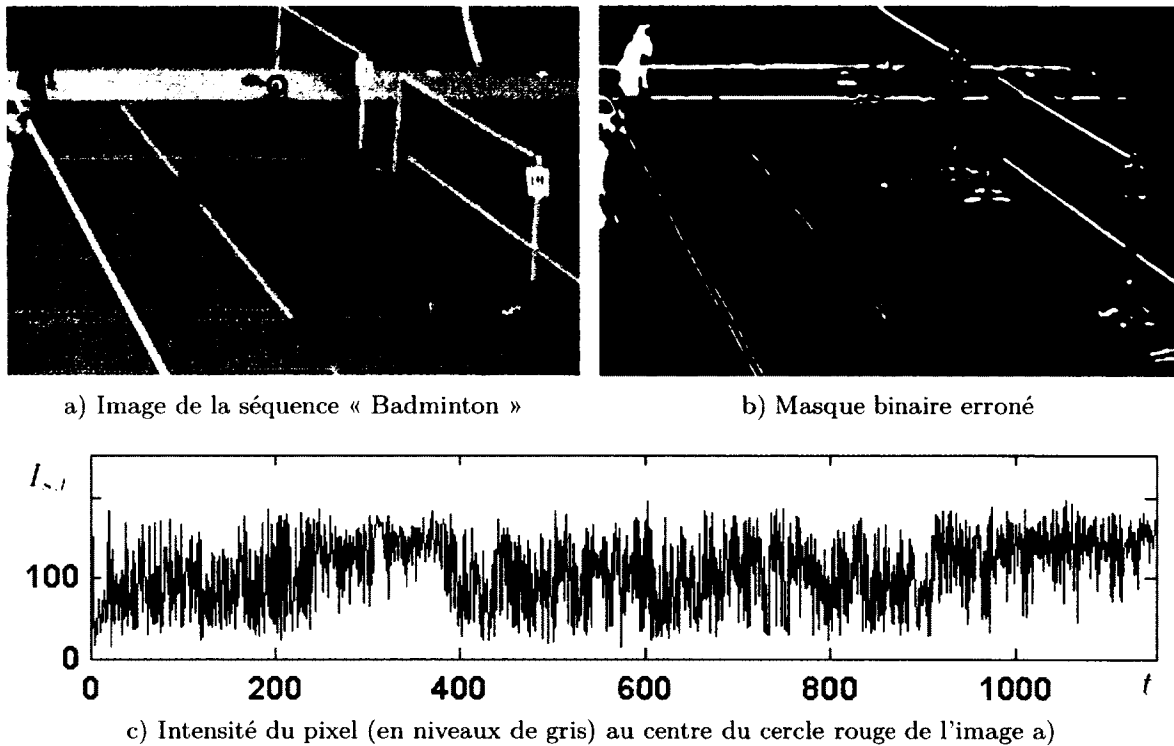 a) Image de la séquence « Badminton »
b) Masque binaire erroné
100
0
0
200
400
600
800
1000
t
c) Intensité du pixel (en niveaux de gris) au centre du cercle rouge de l'image a)